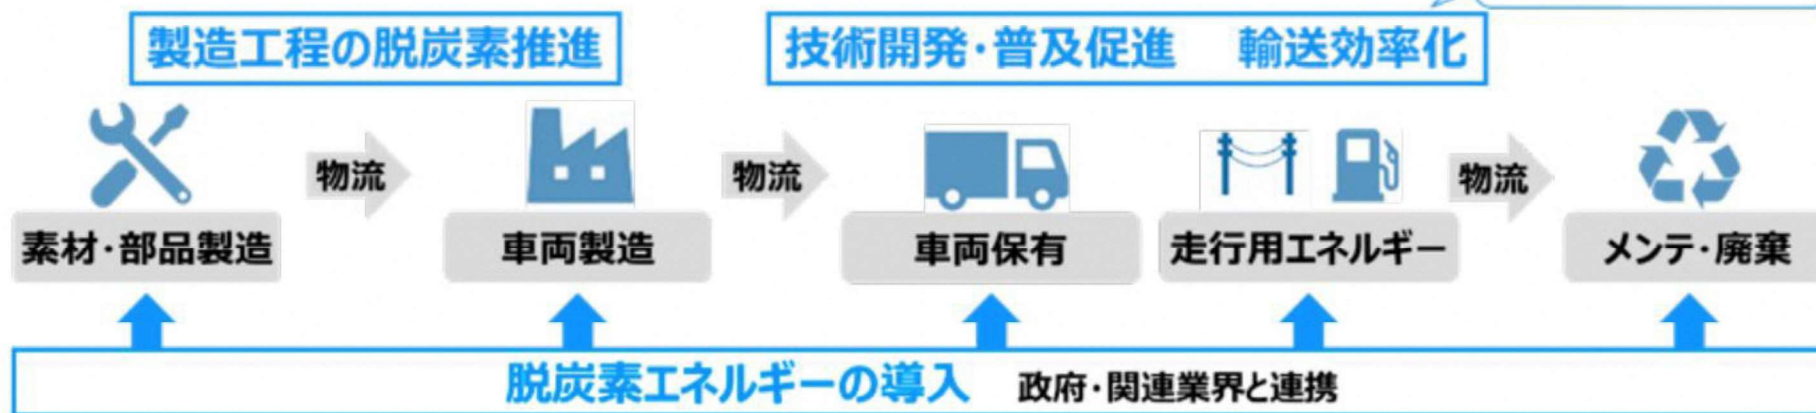 製造工程の脱炭素推進
技術開発・普及促進 輸送効率化
物流
物流
物流
素材・部品製造
車両製造
車両保有
走行用エネルギー
メンテ・廃棄
脱炭素エネルギーの導入 政府・関連業界と連携